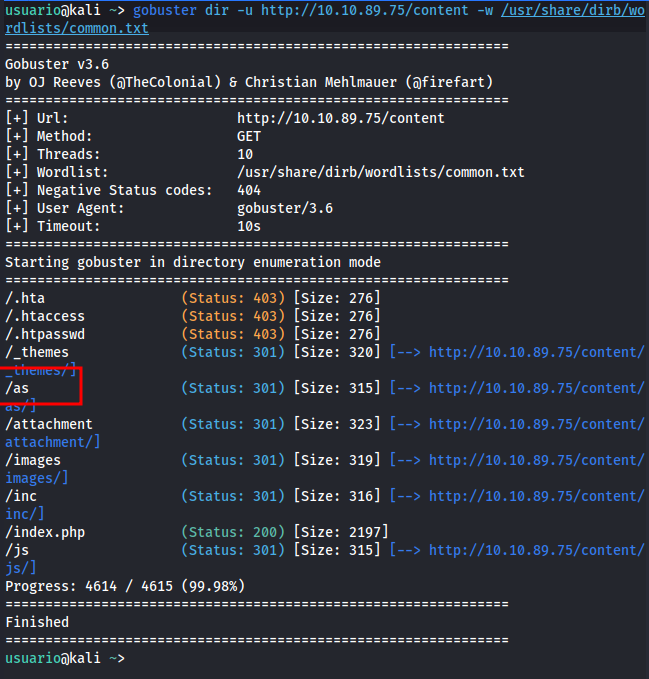 usuario@kali ~> gobuster dir -u http://10.10.89.75/content -w /usr/share/dirb/wo
rdlists/common.txt
===============================================================
Gobuster v3.6
by OJ Reeves (@TheColonial) & Christian Mehlmauer (@firefart)
===============================================================
[+] Url:                     http://10.10.89.75/content
[+] Method:                  GET
[+] Threads:                 10
[+] Wordlist:                /usr/share/dirb/wordlists/common.txt
[+] Negative Status codes:   404
[+] User Agent:              gobuster/3.6
[+] Timeout:                 10s
===============================================================
Starting gobuster in directory enumeration mode
===============================================================
/.hta                 (Status: 403) [Size: 276]
/.htaccess            (Status: 403) [Size: 276]
/.htpasswd            (Status: 403) [Size: 276]
/_themes              (Status: 301) [Size: 320] [--> http://10.10.89.75/content/
_themes/]
/as                   (Status: 301) [Size: 315] [--> http://10.10.89.75/content/
as/]
/attachment           (Status: 301) [Size: 323] [--> http://10.10.89.75/content/
attachment/]
/images               (Status: 301) [Size: 319] [--> http://10.10.89.75/content/
images/]
/inc                  (Status: 301) [Size: 316] [--> http://10.10.89.75/content/
inc/]
/index.php            (Status: 200) [Size: 2197]
/js                   (Status: 301) [Size: 315] [--> http://10.10.89.75/content/
js/]
Progress: 4614 / 4615 (99.98%)
===============================================================
Finished
===============================================================
usuario@kali ~>